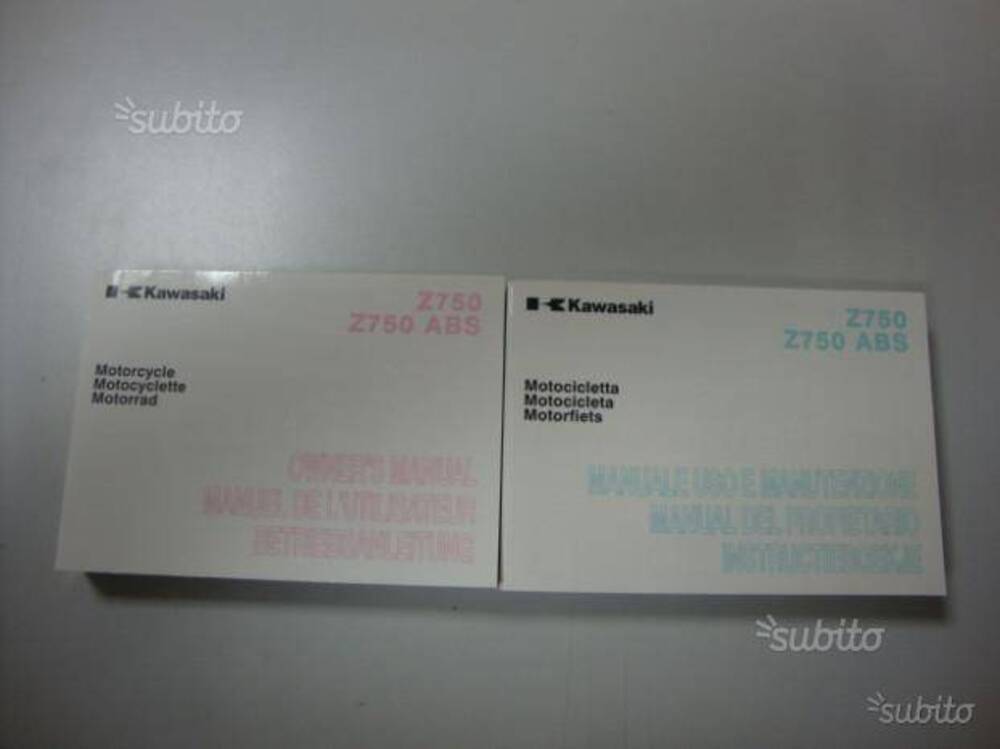 subito
Kawasaki
Z750
Z750 ABS
Motorcycle
Motocyclette
Motorrad
OWNER'S MANUAL
MANUEL DE L'UTILISATEUR
BETRIEBSANLEITUNG
Kawasaki
Z750
Z750 ABS
Motocicletta
Motocicleta
Motorfiets
MANUALE USO E MANUTENZIONE
MANUAL DEL PROPIETARIO
INSTRUCTIEBOEKJE
subito
subito